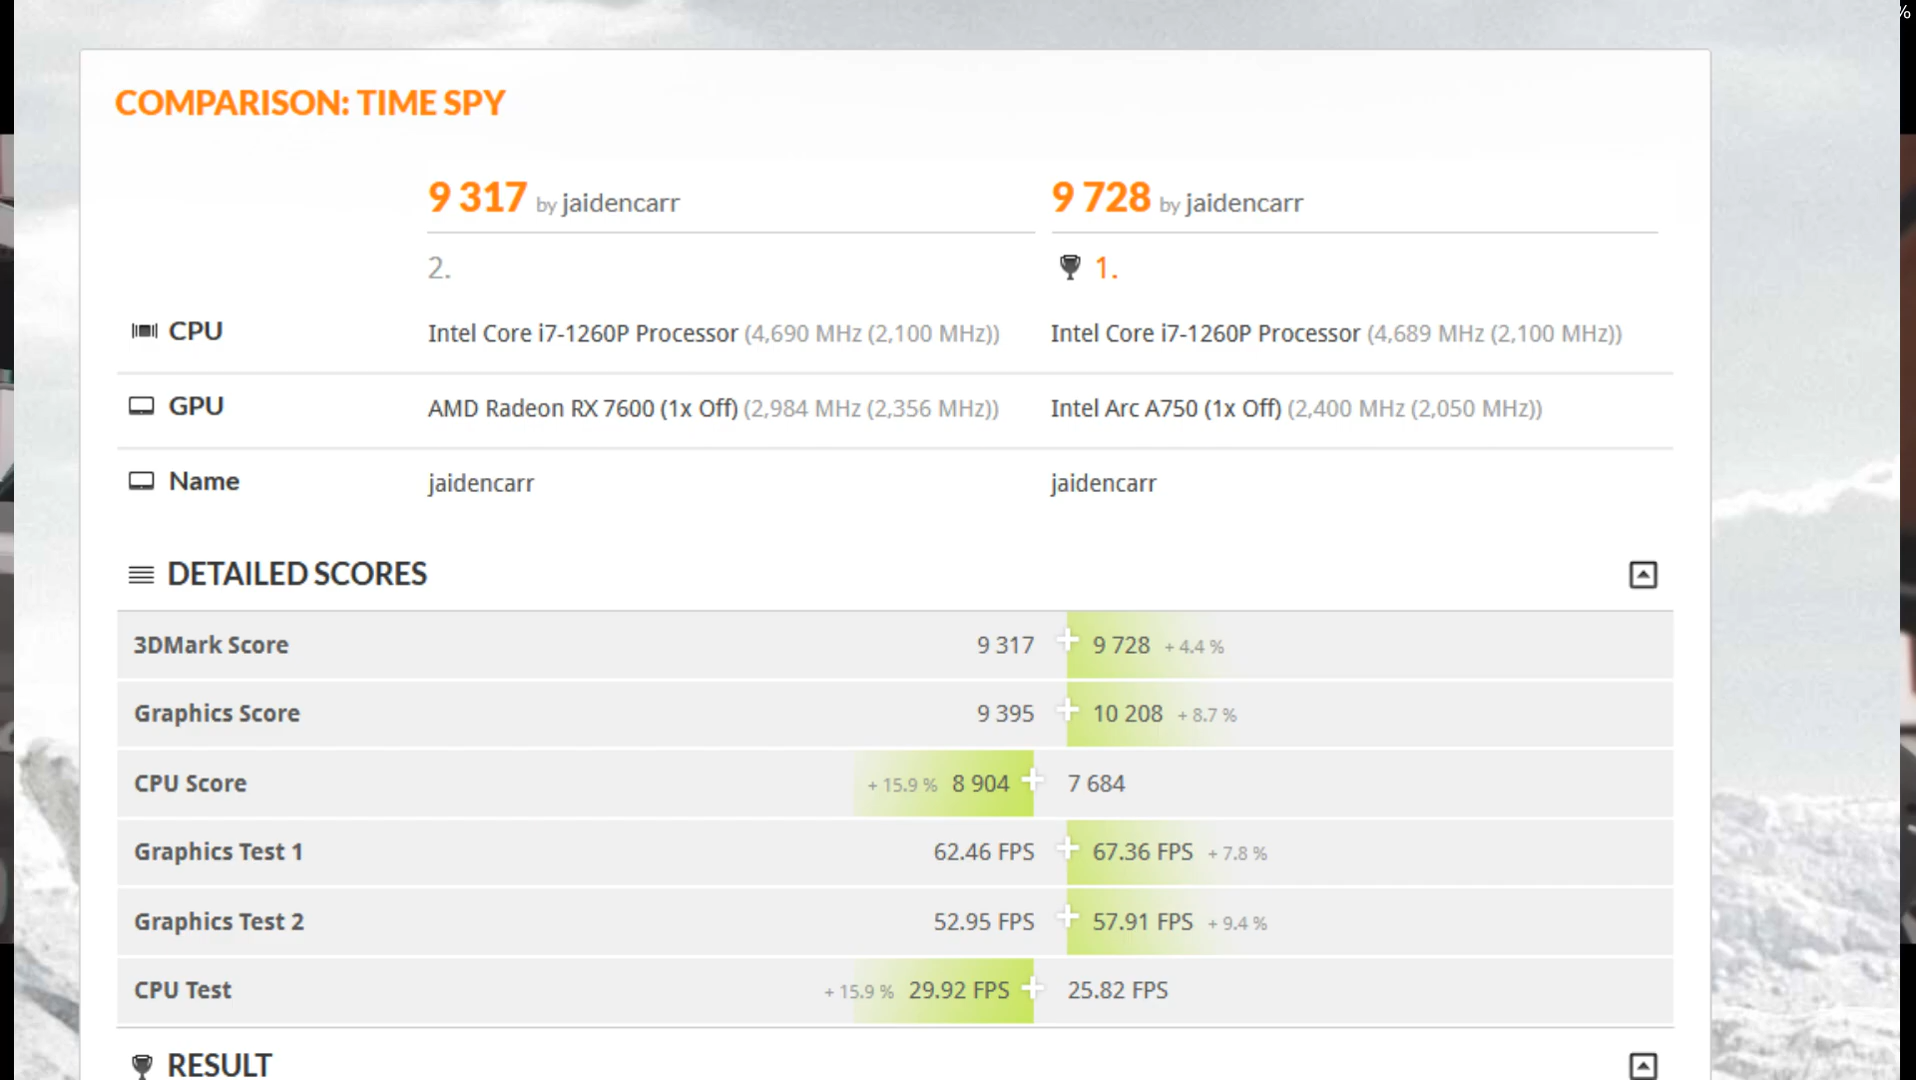 %
COMPARISON: TIME SPY
9 317 by jaidencarr 9 728 by jaidencarr
2. 1.
CPU Intel Core i7-1260P Processor (4,690 MHz (2,100 MHz)) Intel Core i7-1260P Processor (4,689 MHz (2,100 MHz))
GPU AMD Radeon RX 7600 (1x Off) (2,984 MHz (2,356 MHz)) Intel Arc A750 (1x Off) (2,400 MHz (2,050 MHz))
Name jaidencarr jaidencarr
DETAILED SCORES
3DMark Score 9 317 9 728 + 4.4 %
Graphics Score 9 395 10 208 + 8.7 %
CPU Score + 15.9 % 8 904 7 684
Graphics Test 1 62.46 FPS 67.36 FPS + 7.8 %
Graphics Test 2 52.95 FPS 57.91 FPS + 9.4 %
CPU Test + 15.9 % 29.92 FPS 25.82 FPS
RESULT